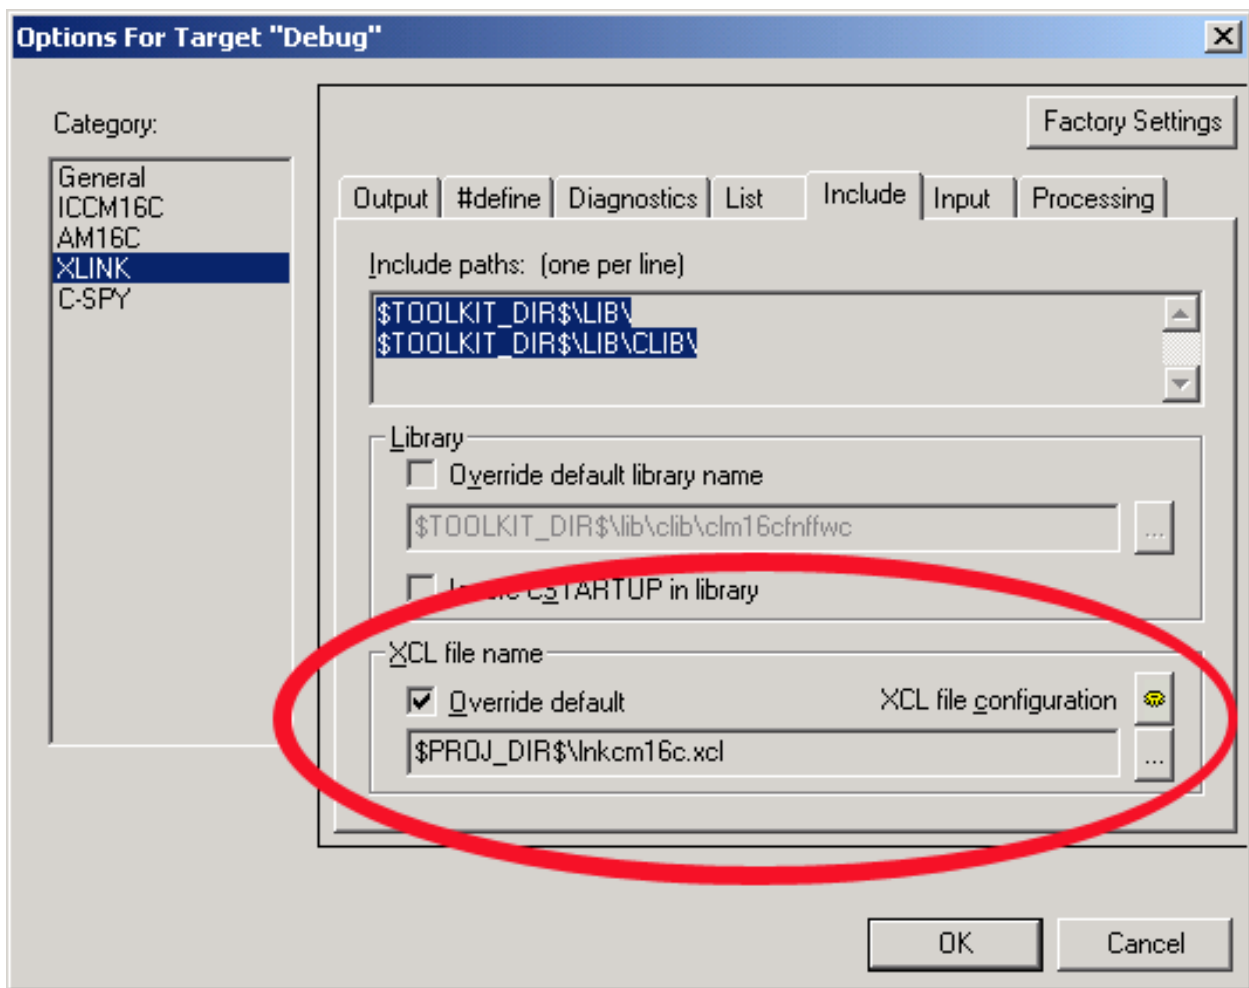 Options For Target "Debug"
Category:
Factory Settings
General
ICCM16C
AM16C
XLINK
C-SPY
Output #define Diagnostics List Include Input Processing
Include paths: (one per line)
$TOOLKIT_DIR$\LIB\
$TOOLKIT_DIR$\LIB\CLIB\
Library
Override default library name
$TOOLKIT_DIR$\lib\clib\clm16cfnffwc
...
CSTARTUP in library
XCL file name
Override default XCL file configuration
$PROJ_DIR$\lnkcm16c.xcl
...
OK Cancel